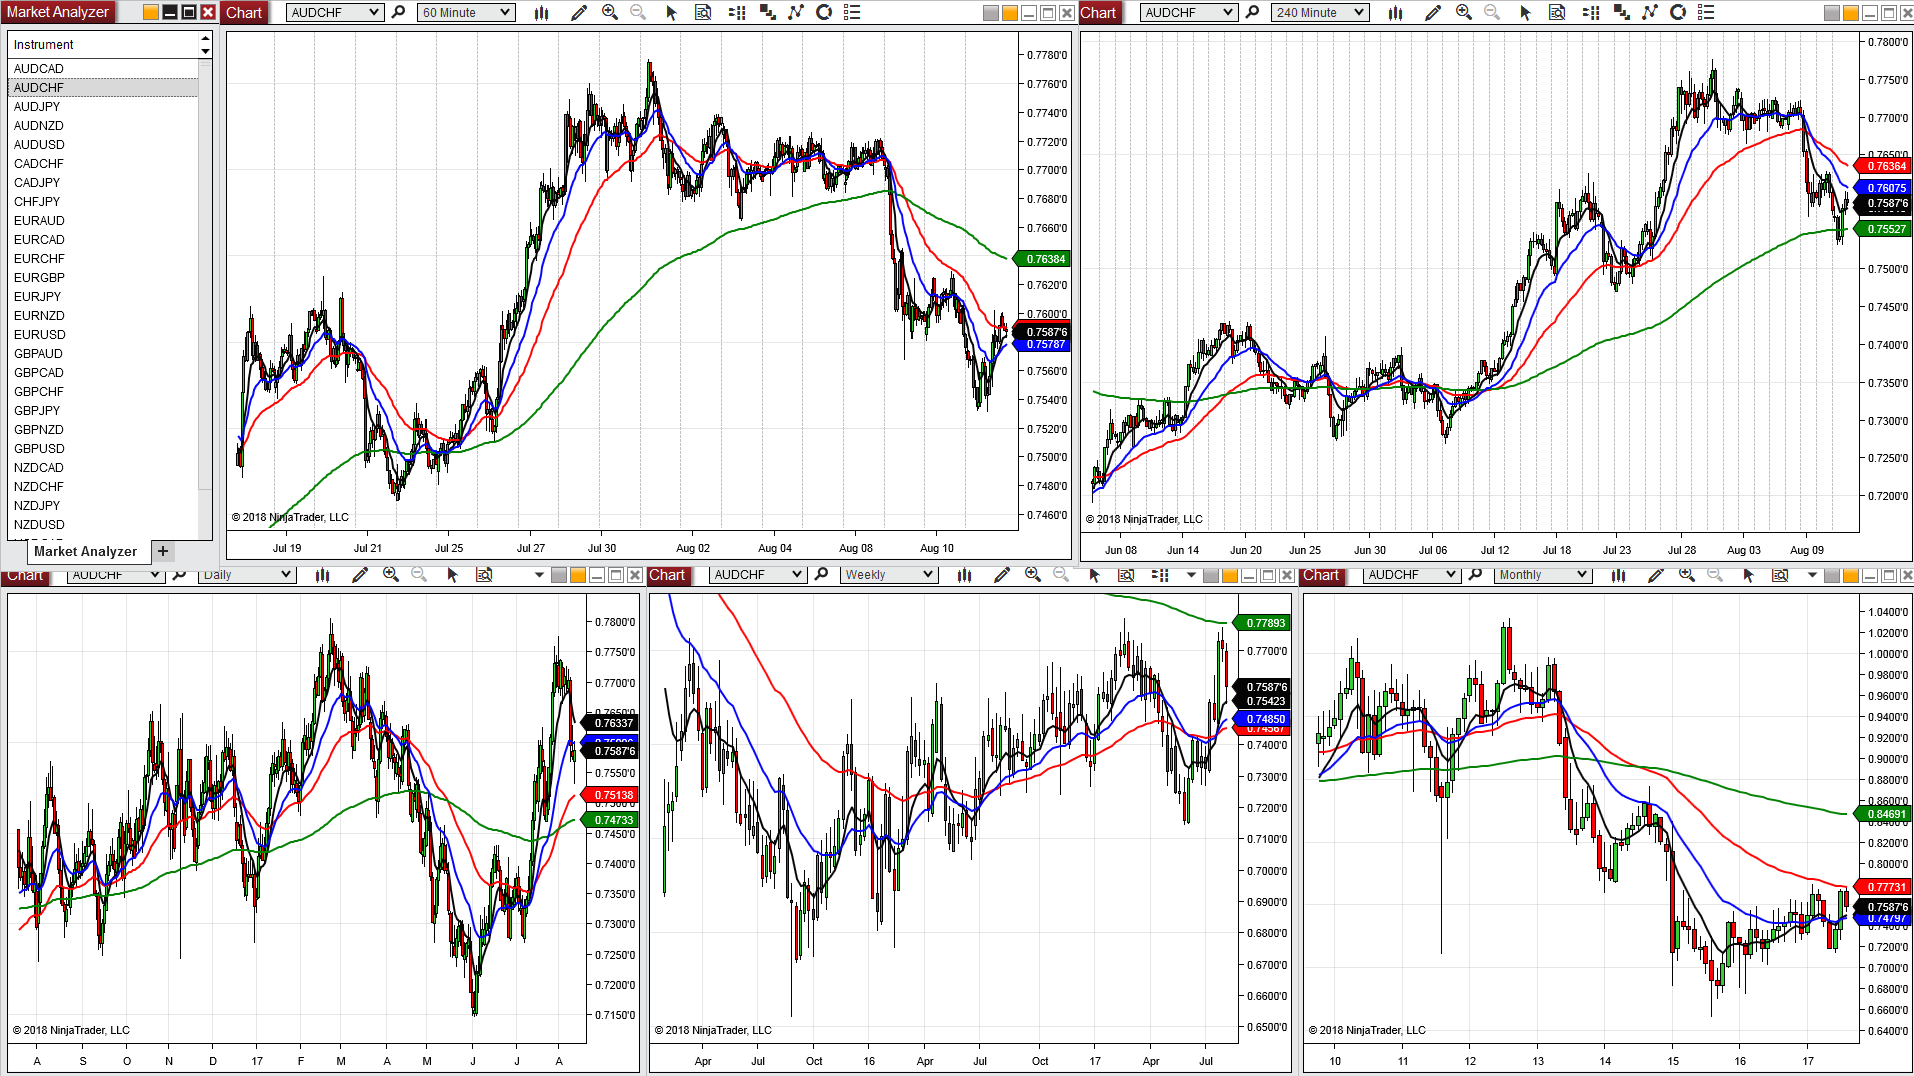 Market Analyzer
Instrument
AUDCAD
AUDCHF
AUDJPY
AUDNZD
AUDUSD
CADCHF
CADJPY
CHFJPY
EURAUD
EURCAD
EURCHF
EURGBP
EURJPY
EURNZD
EURUSD
GBPAUD
GBPCAD
GBPCHF
GBPJPY
GBPNZD
GBPUSD
NZDCAD
NZDCHF
NZDJPY
NZDUSD
Market Analyzer +
Chart AUDCHF 60 Minute
0.7780'0
0.7760'0
0.7740'0
0.7720'0
0.7700'0
0.7680'0
0.7660'0
0.76384
0.7620'0
0.7600'0
0.7587'6
0.75787
0.7560'0
0.7540'0
0.7520'0
0.7500'0
0.7480'0
0.7460'0
© 2018 NinjaTrader, LLC
Jul 19 Jul 21 Jul 25 Jul 27 Jul 30 Aug 02 Aug 04 Aug 08 Aug 10
Chart AUDCHF 240 Minute
0.7800'0
0.7750'0
0.7700'0
0.76364
0.76075
0.7587'6
0.75527
0.7500'0
0.7450'0
0.7400'0
0.7350'0
0.7300'0
0.7250'0
0.7200'0
© 2018 NinjaTrader, LLC
Jun 08 Jun 14 Jun 20 Jun 25 Jun 30 Jul 06 Jul 12 Jul 18 Jul 23 Jul 28 Aug 03 Aug 09
Chart AUDCHF Daily
0.7800'0
0.7750'0
0.7700'0
0.76337
0.7587'6
0.7550'0
0.75138
0.74733
0.7450'0
0.7400'0
0.7350'0
0.7300'0
0.7250'0
0.7200'0
0.7150'0
© 2018 NinjaTrader, LLC
A S O N D 17 F M A M J J A
Chart AUDCHF Weekly
0.77893
0.7700'0
0.7587'6
0.75423
0.74850
0.7400'0
0.7300'0
0.7200'0
0.7100'0
0.7000'0
0.6900'0
0.6800'0
0.6700'0
0.6600'0
0.6500'0
© 2018 NinjaTrader, LLC
Apr Jul Oct 16 Apr Jul Oct 17 Apr Jul
Chart AUDCHF Monthly
1.0400'0
1.0200'0
1.0000'0
0.9800'0
0.9600'0
0.9400'0
0.9200'0
0.9000'0
0.8800'0
0.8600'0
0.84691
0.8200'0
0.8000'0
0.77731
0.7587'6
0.74797
0.7200'0
0.7000'0
0.6800'0
0.6600'0
0.6400'0
© 2018 NinjaTrader, LLC
10 11 12 13 14 15 16 17